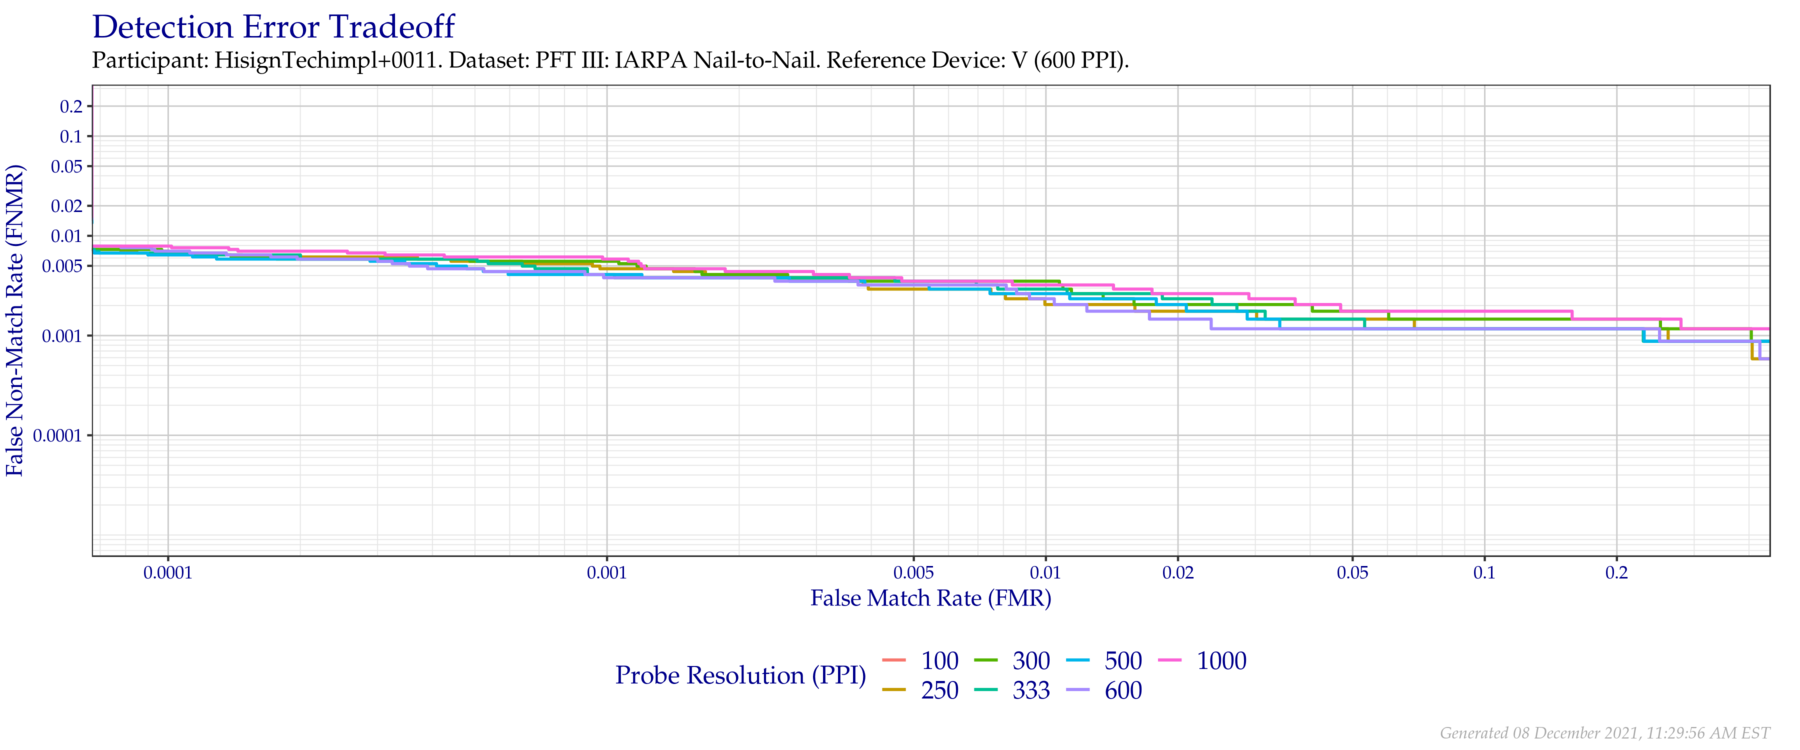 Detection Error Tradeoff
Participant: HisignTechimpl+0011. Dataset: PFT III: IARPA Nail-to-Nail. Reference Device: V (600 PPI).
False Non-Match Rate (FNMR)
0.2
0.1
0.05
0.02
0.01
0.005
0.001
0.0001
0.0001 0.001 0.005 0.01 0.02 0.05 0.1 0.2
False Match Rate (FMR)
Probe Resolution (PPI)
100 300 500 1000
250 333 600
Generated 08 December 2021, 11:29:56 AM EST